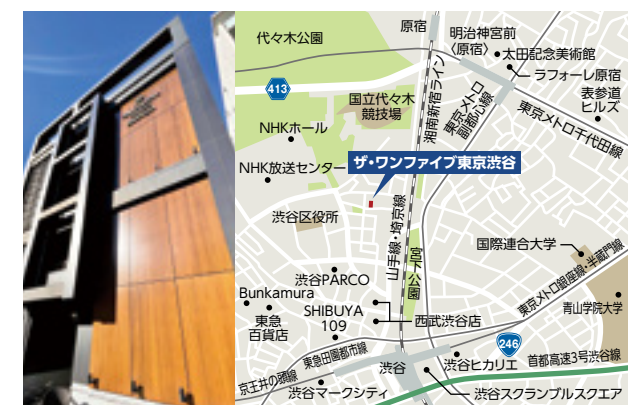 原宿
明治神宮前
〈原宿〉
代々木公園
太田記念美術館
ラフォーレ原宿
413
国立代々木
競技場
湘南新宿ライン
東京メトロ
副都心線
表参道
ヒルズ
東京メトロ千代田線
NHKホール
NHK放送センター
ザ・ワンファイブ東京渋谷
渋谷区役所
山手線・埼京線
宮下公園
国際連合大学
東京メトロ銀座線・半蔵門線
渋谷PARCO
Bunkamura
東急
百貨店
SHIBUYA
109
西武渋谷店
青山学院大学
246
東急田園都市線
京王井の頭線
渋谷
渋谷ヒカリエ
首都高速3号渋谷線
渋谷マークシティ
渋谷スクランブルスクエア